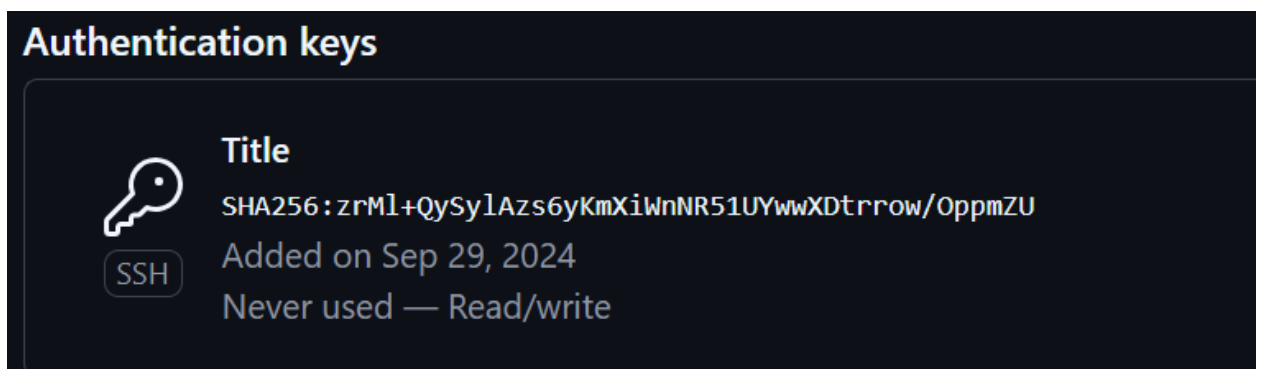 Authentication keys
Title
SHA256:zrMl+QySylAzs6yKmXiWnNR51UYwwXDtrrow/OppmZU
SSH
Added on Sep 29, 2024
Never used — Read/write